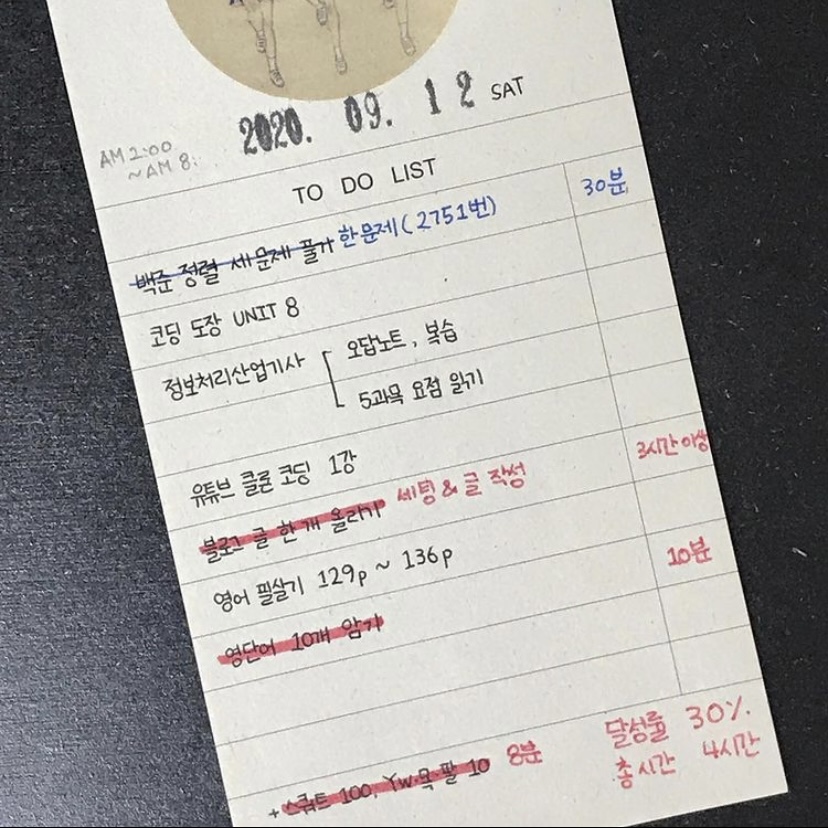 2020. 09. 12 SAT
AM 2:00
~AM 8:
TO DO LIST
백준 정렬 세문제 풀기 한문제(2751번) 30분
코딩 도장 UNIT 8
정보처리산업기사 오답노트, 복습
5과목 요점 읽기
유튜브 클론 코딩 1강
블로그 글 한개 올리기 세팅 & 글 작성 3시간 이상
영어 필살기 129p ~ 136p
영단어 10개 암기 10분
+ 스쿼트 100, Yw·목·팔 10 8분
달성률 30%
총시간 4시간